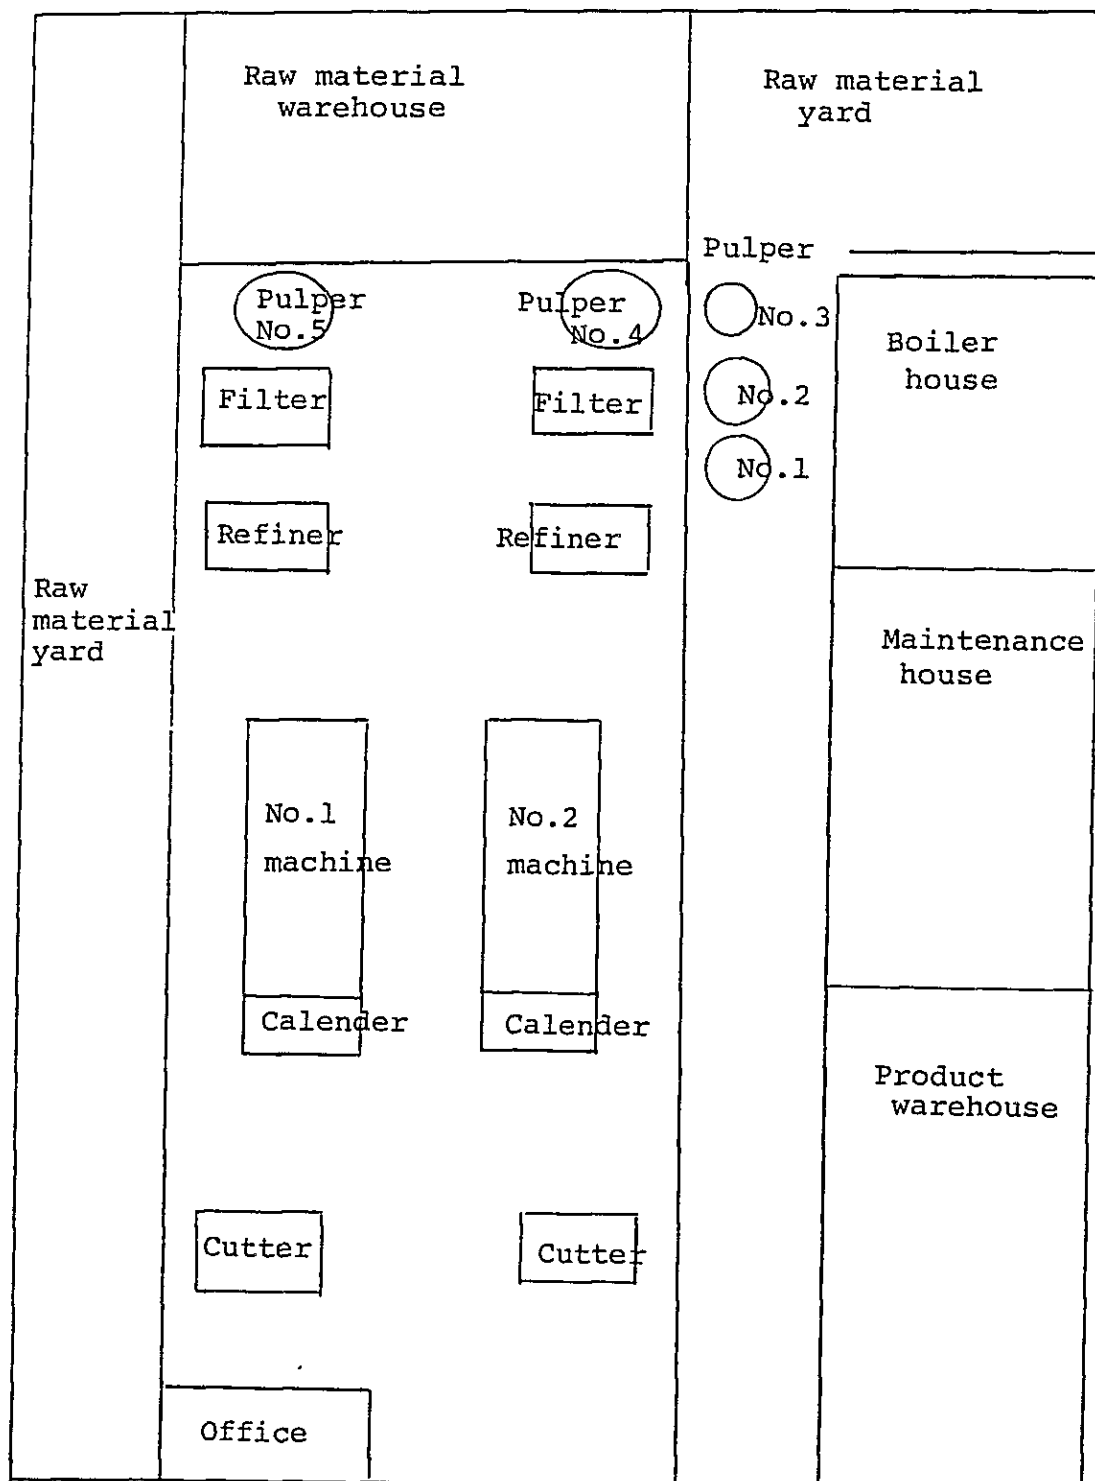 Raw material
warehouse
Raw material
yard
Pulper
Pulper
No.5
Pulper
No.4
No.3
Boiler
house
Filter
Filter
No.2
No.1
Refiner
Refiner
Raw
material
yard
Maintenance
house
No.1
machine
No.2
machine
Calender
Calender
Product
warehouse
Cutter
Cutter
Office